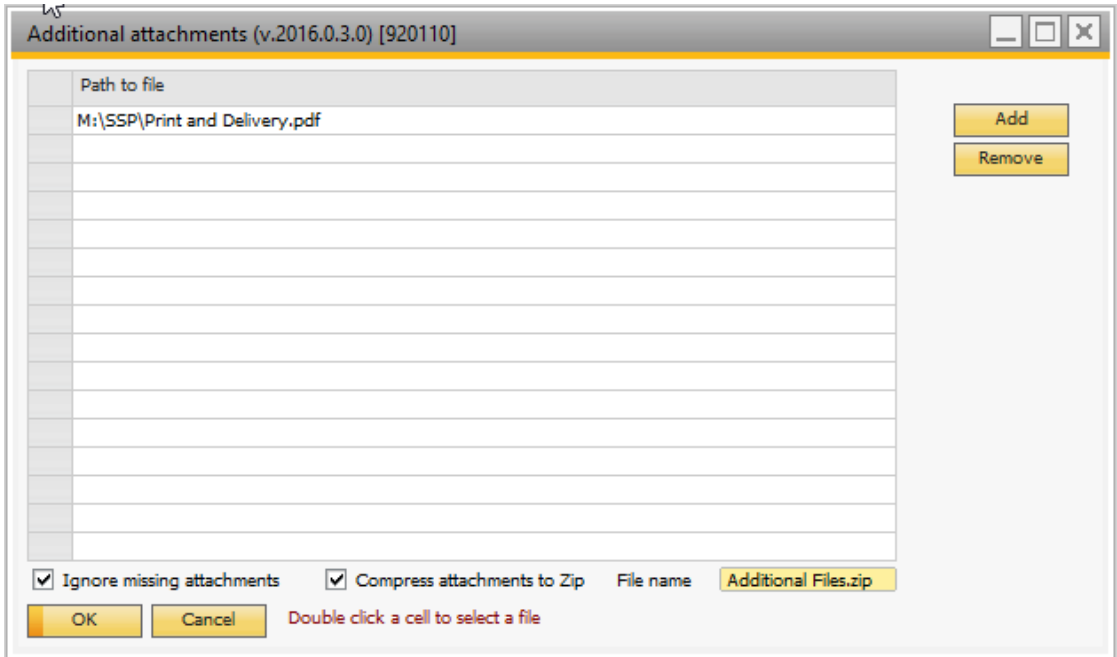 Additional attachments (v.2016.0.3.0) [920110]
Path to file
M:\SSP\Print and Delivery.pdf
Add
Remove
Ignore missing attachments Compress attachments to Zip File name Additional Files.zip
OK Cancel Double click a cell to select a file